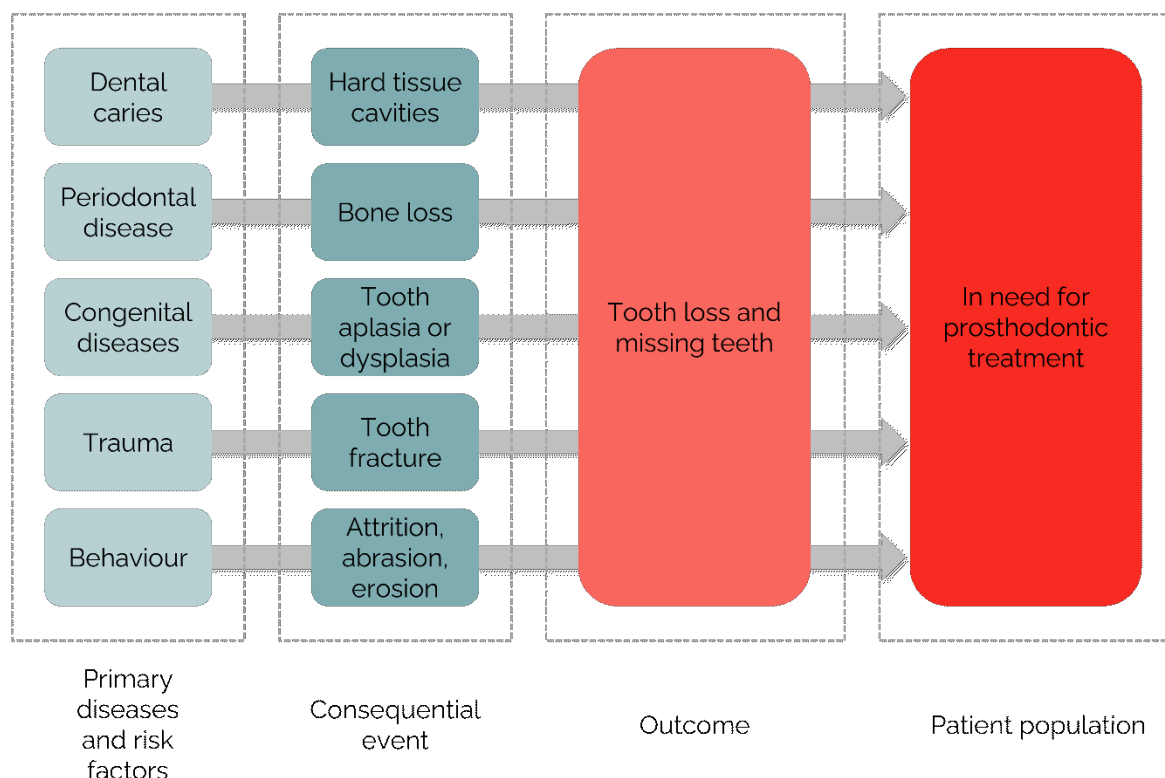 Dental
caries
Hard tissue
cavities
Periodontal
disease
Bone loss
Congenital
diseases
Tooth
aplasia or
dysplasia
Tooth loss and
missing teeth
In need for
prosthodontic
treatment
Trauma
Tooth
fracture
Behaviour
Attrition,
abrasion,
erosion
Primary
diseases
and risk
factors
Consequential
event
Outcome
Patient population